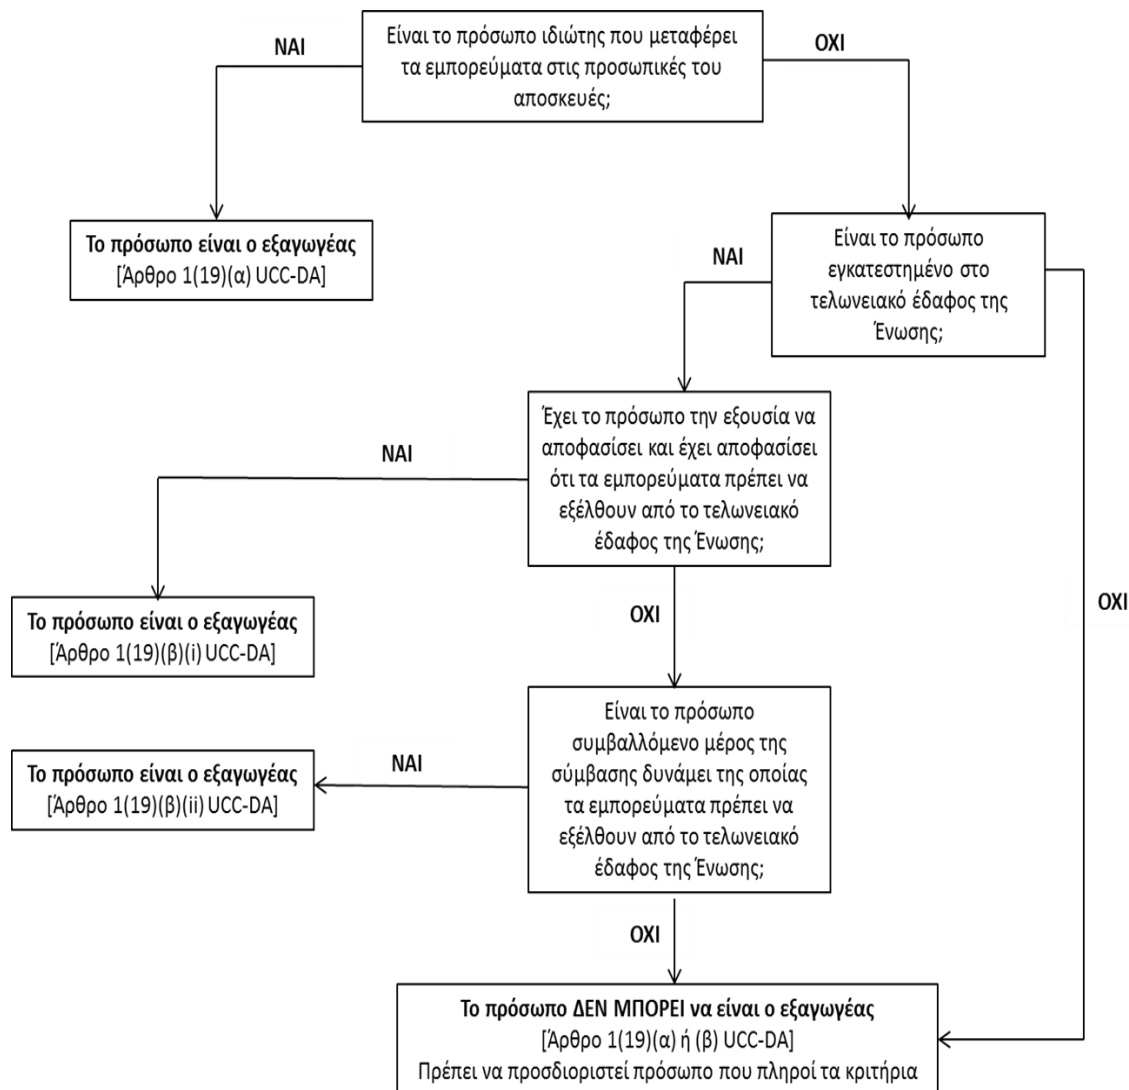 Είναι το πρόσωπο ιδιώτης που μεταφέρει
τα εμπορεύματα στις προσωπικές του
αποσκευές;
ΝΑΙ
ΟΧΙ
Το πρόσωπο είναι ο εξαγωγέας
[Άρθρο 1(19)(α) UCC-DA]
Είναι το πρόσωπο
εγκατεστημένο στο
τελωνειακό έδαφος της
Ένωσης;
ΝΑΙ
ΟΧΙ
Έχει το πρόσωπο την εξουσία να
αποφασίσει και έχει αποφασίσει
ότι τα εμπορεύματα πρέπει να
εξέλθουν από το τελωνειακό
έδαφος της Ένωσης;
ΝΑΙ
ΟΧΙ
Το πρόσωπο είναι ο εξαγωγέας
[Άρθρο 1(19)(β)(i) UCC-DA]
Είναι το πρόσωπο
συμβαλλόμενο μέρος της
σύμβασης δυνάμει της οποίας
τα εμπορεύματα πρέπει να
εξέλθουν από το τελωνειακό
έδαφος της Ένωσης;
ΝΑΙ
ΟΧΙ
Το πρόσωπο είναι ο εξαγωγέας
[Άρθρο 1(19)(β)(ii) UCC-DA]
Το πρόσωπο ΔΕΝ ΜΠΟΡΕΙ να είναι ο εξαγωγέας
[Άρθρο 1(19)(α) ή (β) UCC-DA]
Πρέπει να προσδιοριστεί πρόσωπο που πληροί τα κριτήρια